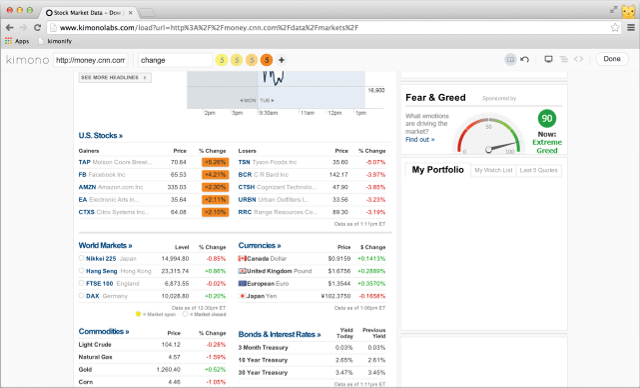 Stock Market Data - Dow
www.kimonolabs.com/load?url=http%3A%2F%2Fmoney.cnn.com%2Fdata%2Fmarkets%2F
Apps kimonify
kimono http://money.cnn.com. change 5 5 5 5 + Done
SEE MORE HEADLINES
16,900
MON TUE
2pm 9:30am 11am 12pm 1pm
Fear & Greed Sponsored by
What emotions
are driving the
market?
Find out »
0 50 100
90
Now:
Extreme
Greed
U.S. Stocks »
Gainers Price % Change Losers Price % Change
TAP Molson Coors Brewi... 70.64 +5.26% TSN Tyson Foods Inc 35.60 -5.07%
FB Facebook Inc 65.53 +4.21% BCR C R Bard Inc 142.17 -3.97%
AMZN Amazon.com Inc 335.03 +2.30% CTSH Cognizant Technolo... 47.90 -3.85%
EA Electronic Arts In... 35.64 +2.11% URBN Urban Outfitters I... 33.56 -3.23%
CTXS Citrix Systems Inc... 64.08 +2.10% RRC Range Resources Co... 89.30 -3.19%
Data as of 1:11pm ET
My Portfolio My Watch List Last 5 Quotes
World Markets » Level % Change
Nikkei 225 Japan 14,994.80 -0.85%
Hang Seng Hong Kong 23,315.74 +0.86%
FTSE 100 England 6,873.55 -0.02%
DAX Germany 10,028.80 +0.20%
Data as of 12:30pm ET
= Market open = Market closed
Currencies » Price $ Change
Canada Dollar $0.9159 +0.1413%
United Kingdom Pound $1.6756 +0.2889%
European Euro $1.3544 +0.3570%
Japan Yen ¥102.3750 -0.1658%
Data as of 1:06pm ET
Commodities » Price % Change
Light Crude 104.12 -0.28%
Natural Gas 4.57 -1.59%
Gold 1,260.40 +0.52%
Corn 4.46 -1.05%
Bonds & Interest Rates » Yield Today Previous Yield
3 Month Treasury 0.03% 0.03%
10 Year Treasury 2.65% 2.61%
30 Year Treasury 3.47% 3.45%
Data as of 1:11pm ET